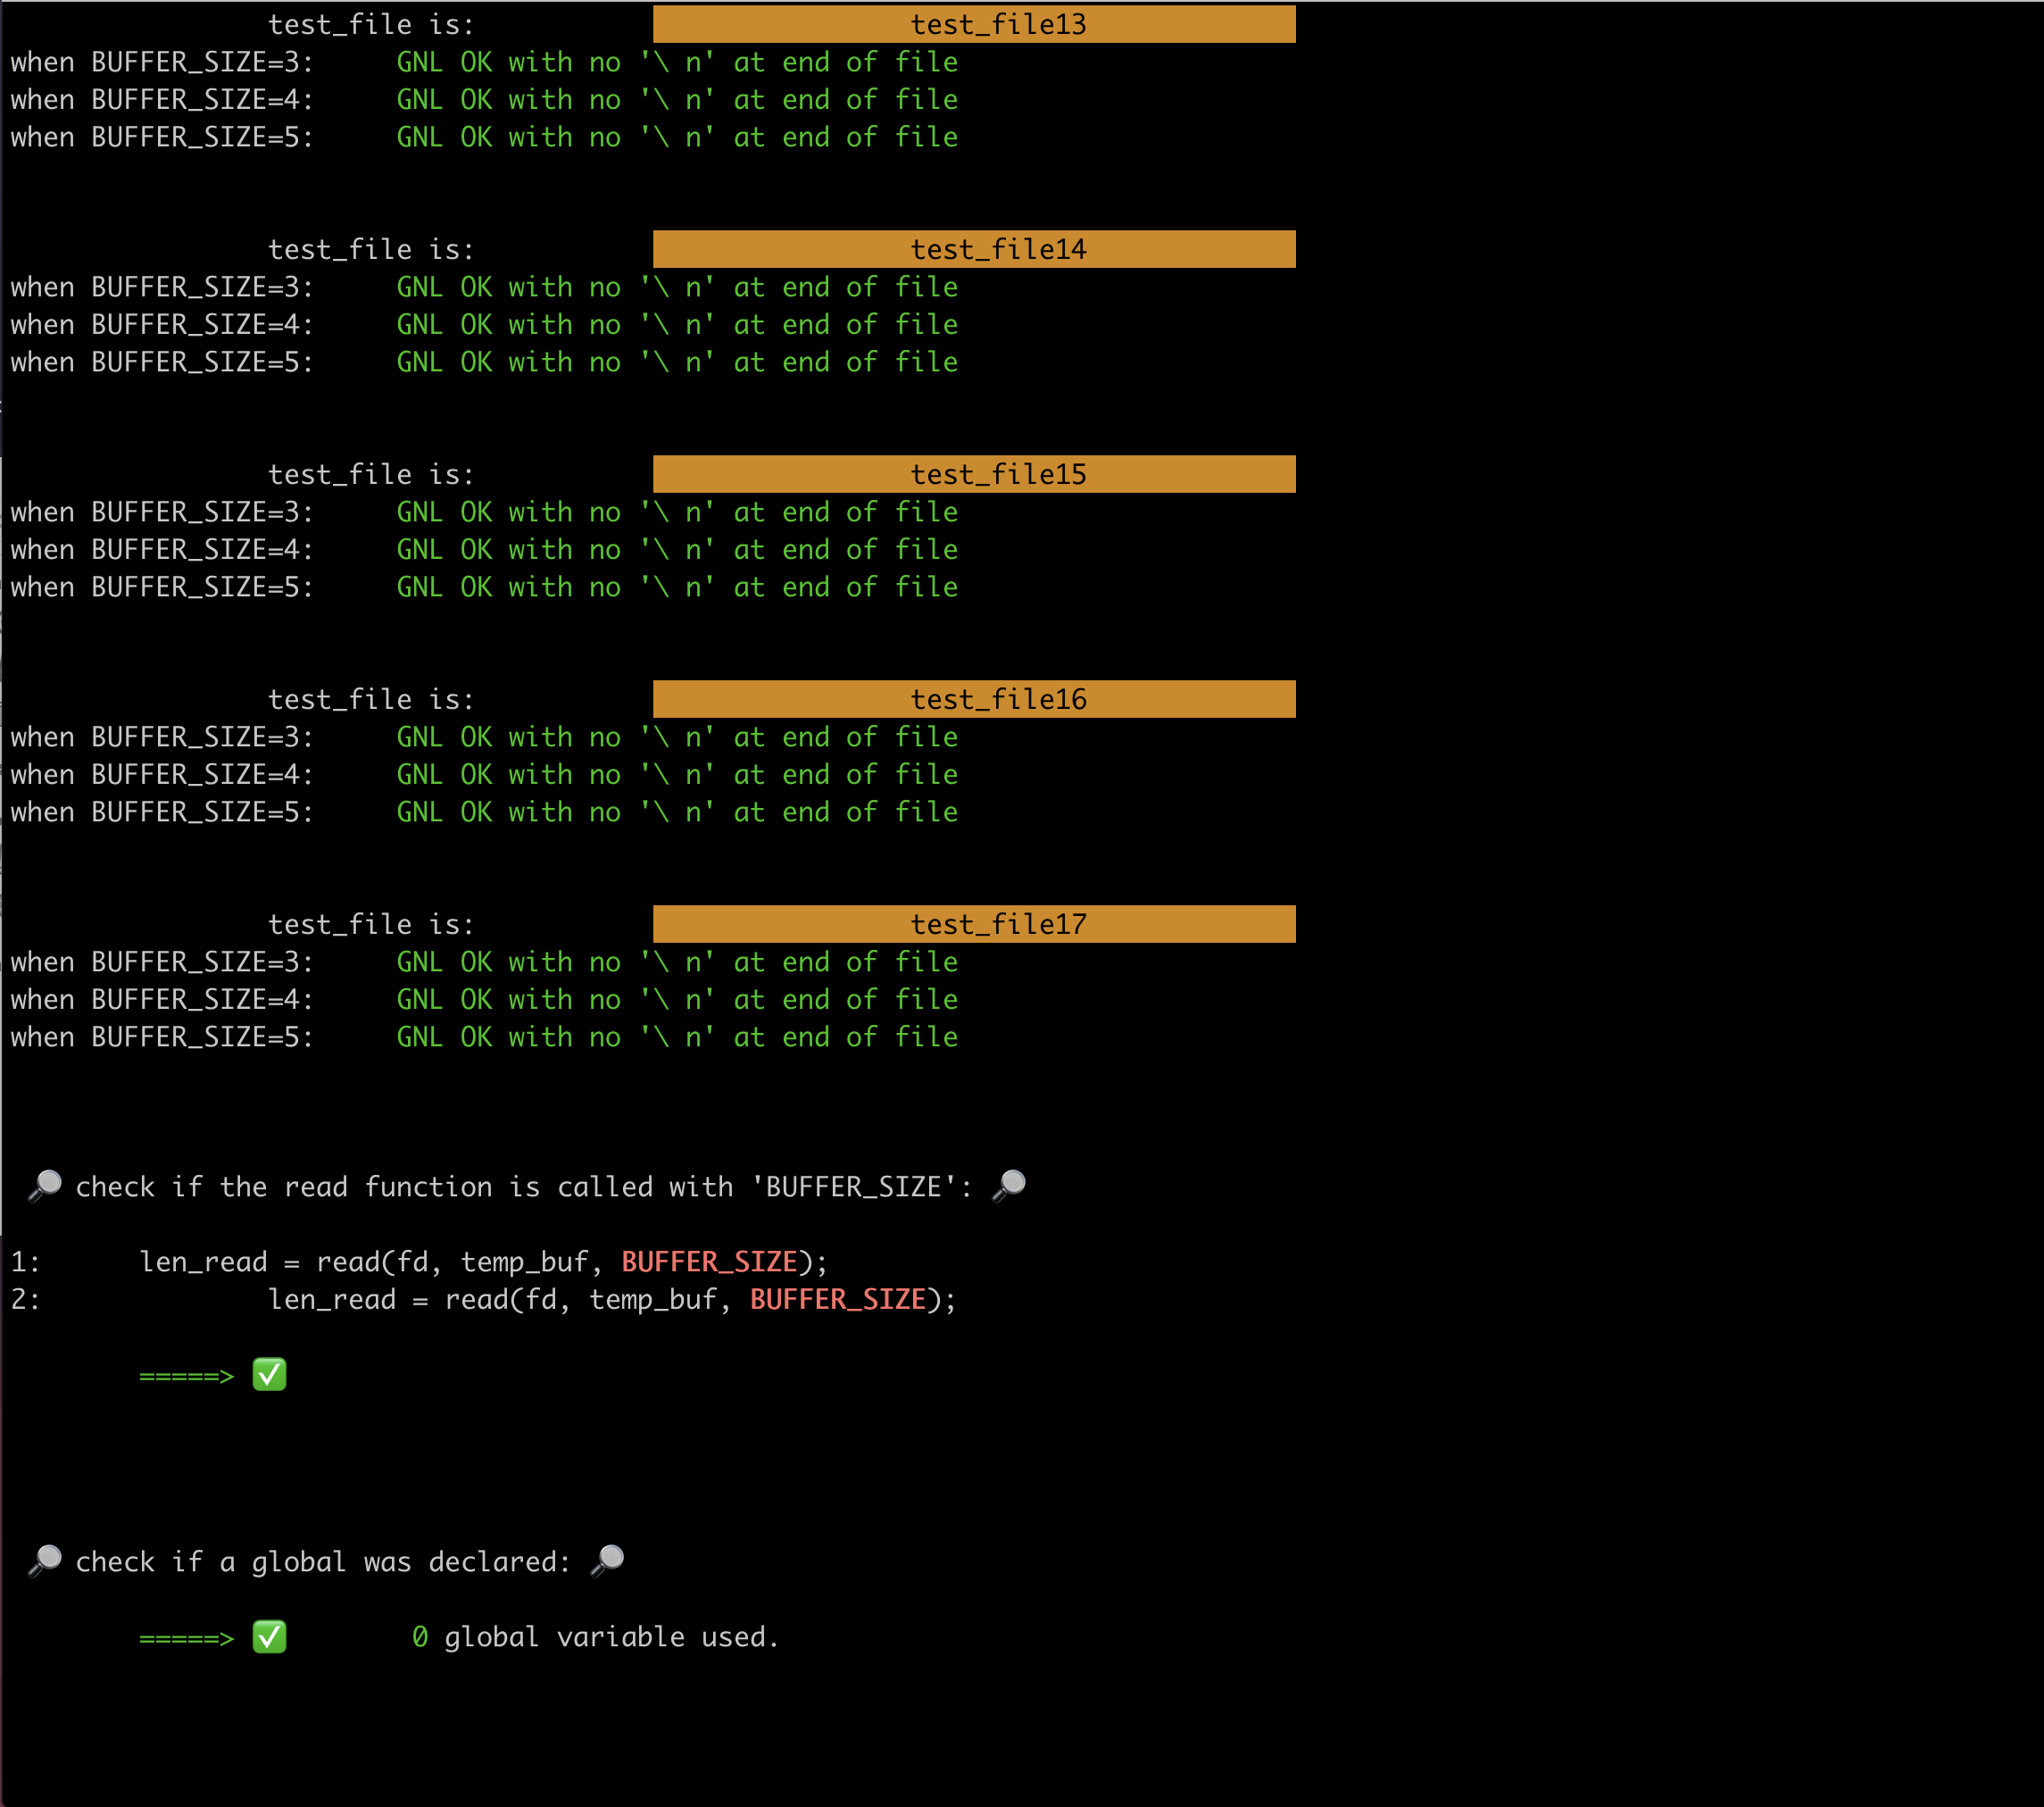 test_file is: test_file13
when BUFFER_SIZE=3: GNL OK with no '\ n' at end of file
when BUFFER_SIZE=4: GNL OK with no '\ n' at end of file
when BUFFER_SIZE=5: GNL OK with no '\ n' at end of file
test_file is: test_file14
when BUFFER_SIZE=3: GNL OK with no '\ n' at end of file
when BUFFER_SIZE=4: GNL OK with no '\ n' at end of file
when BUFFER_SIZE=5: GNL OK with no '\ n' at end of file
test_file is: test_file15
when BUFFER_SIZE=3: GNL OK with no '\ n' at end of file
when BUFFER_SIZE=4: GNL OK with no '\ n' at end of file
when BUFFER_SIZE=5: GNL OK with no '\ n' at end of file
test_file is: test_file16
when BUFFER_SIZE=3: GNL OK with no '\ n' at end of file
when BUFFER_SIZE=4: GNL OK with no '\ n' at end of file
when BUFFER_SIZE=5: GNL OK with no '\ n' at end of file
test_file is: test_file17
when BUFFER_SIZE=3: GNL OK with no '\ n' at end of file
when BUFFER_SIZE=4: GNL OK with no '\ n' at end of file
when BUFFER_SIZE=5: GNL OK with no '\ n' at end of file
🔎 check if the read function is called with 'BUFFER_SIZE': 🔎
1: len_read = read(fd, temp_buf, BUFFER_SIZE);
2: len_read = read(fd, temp_buf, BUFFER_SIZE);
=====> ✅
🔎 check if a global was declared: 🔎
=====> ✅ 0 global variable used.